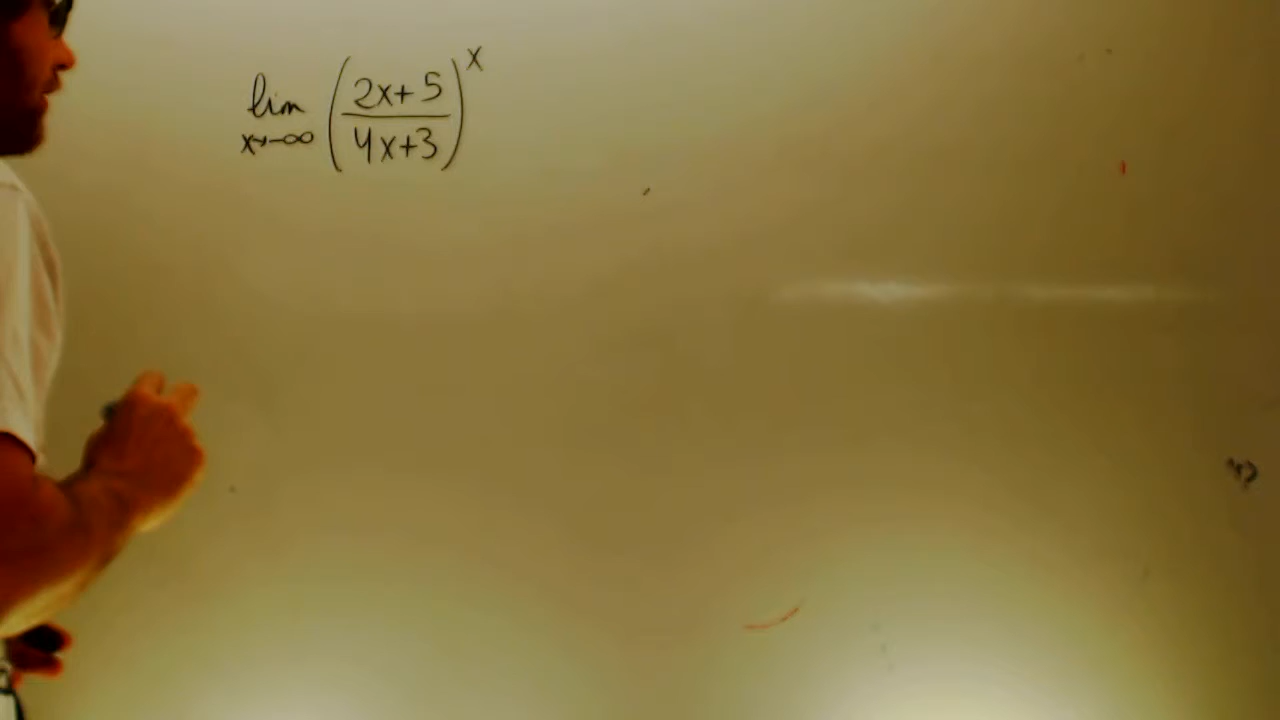 lim (2x+5 / 4x+3)^x
x→-∞